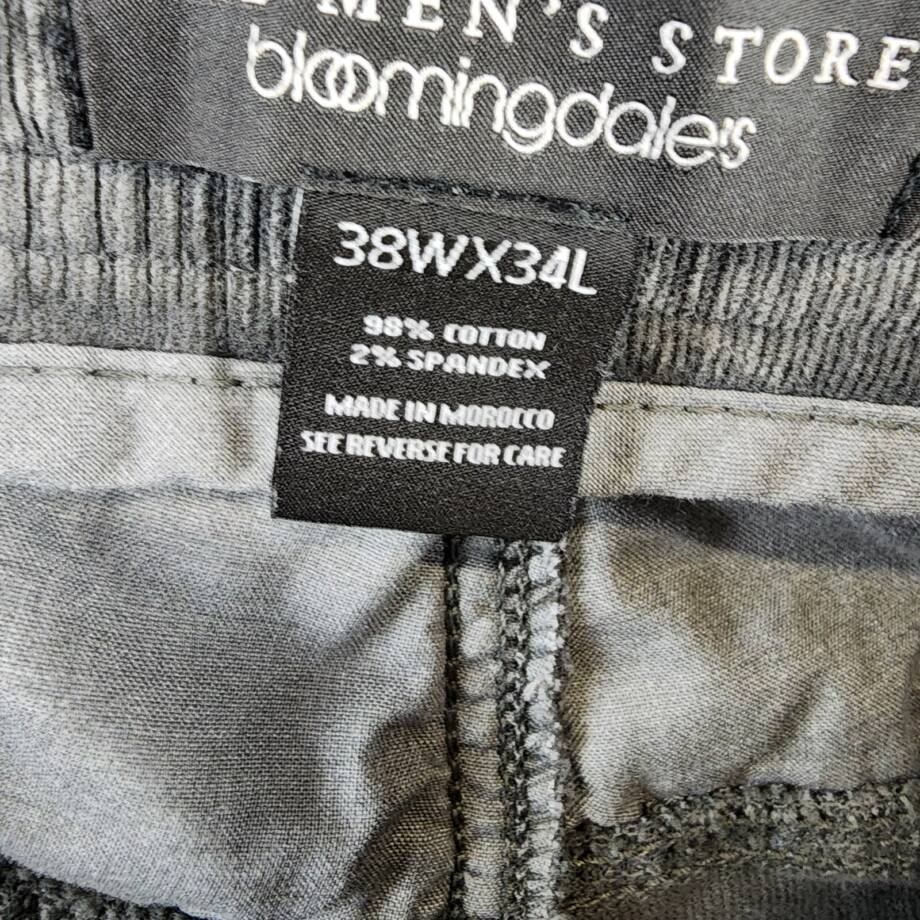 MEN'S STORE
bloomingdale's
38WX34L
98% COTTON
2% SPANDEX
MADE IN MOROCCO
SEE REVERSE FOR CARE